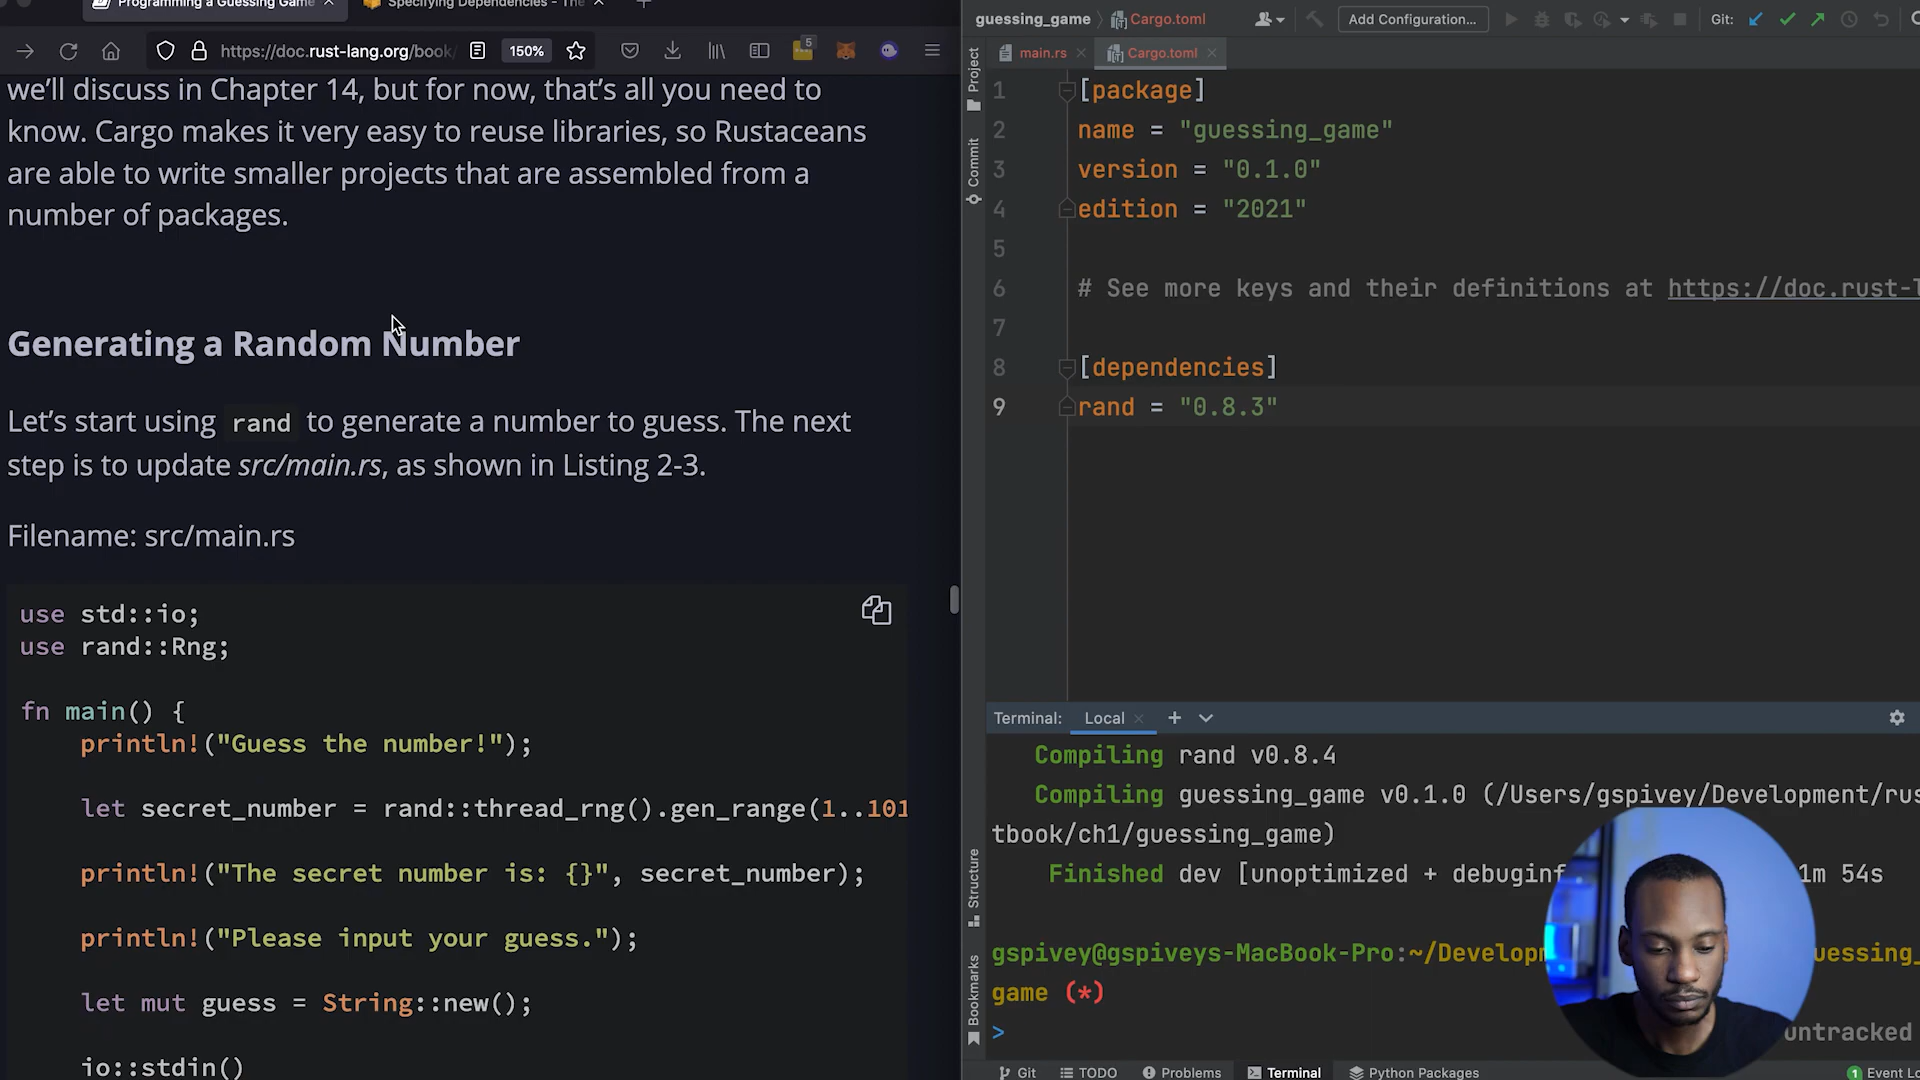 Programming a Guessing Game
Specifying Dependencies - The
https://doc.rust-lang.org/book/
150%
5
we'll discuss in Chapter 14, but for now, that's all you need to
know. Cargo makes it very easy to reuse libraries, so Rustaceans
are able to write smaller projects that are assembled from a
number of packages.
Generating a Random Number
Let's start using rand to generate a number to guess. The next
step is to update src/main.rs, as shown in Listing 2-3.
Filename: src/main.rs
use std::io;
use rand::Rng;
fn main() {
println!("Guess the number!");
let secret_number = rand::thread_rng().gen_range(1..101
println!("The secret number is: {}", secret_number);
println!("Please input your guess.");
let mut guess = String::new();
io::stdin()
guessing_game
Cargo.toml
Add Configuration...
Git:
main.rs
Cargo.toml
Project
Commit
Structure
Bookmarks
1 [package]
2 name = "guessing_game"
3 version = "0.1.0"
4 edition = "2021"
5
6 # See more keys and their definitions at https://doc.rust-l
7
8 [dependencies]
9 rand = "0.8.3"
Terminal: Local
Compiling rand v0.8.4
Compiling guessing_game v0.1.0 (/Users/gspivey/Development/rus
tbook/ch1/guessing_game)
Finished dev [unoptimized + debuginf 1m 54s
gspivey@gspiveys-MacBook-Pro:~/Developm uessing_
game (*)
> untracked
Git
TODO
Problems
Terminal
Python Packages
1 Event Lo